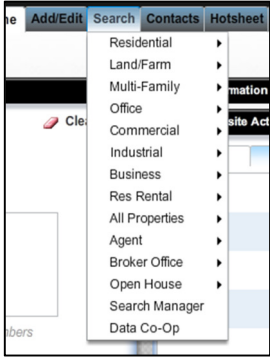 ne Add/Edit Search Contacts Hotsheet
Residential
Land/Farm
Multi-Family
mation
Office
Clea
Commercial
site Act
Industrial
Business
Res Rental
All Properties
Agent
Broker Office
Open House
Search Manager
nbers
Data Co-Op